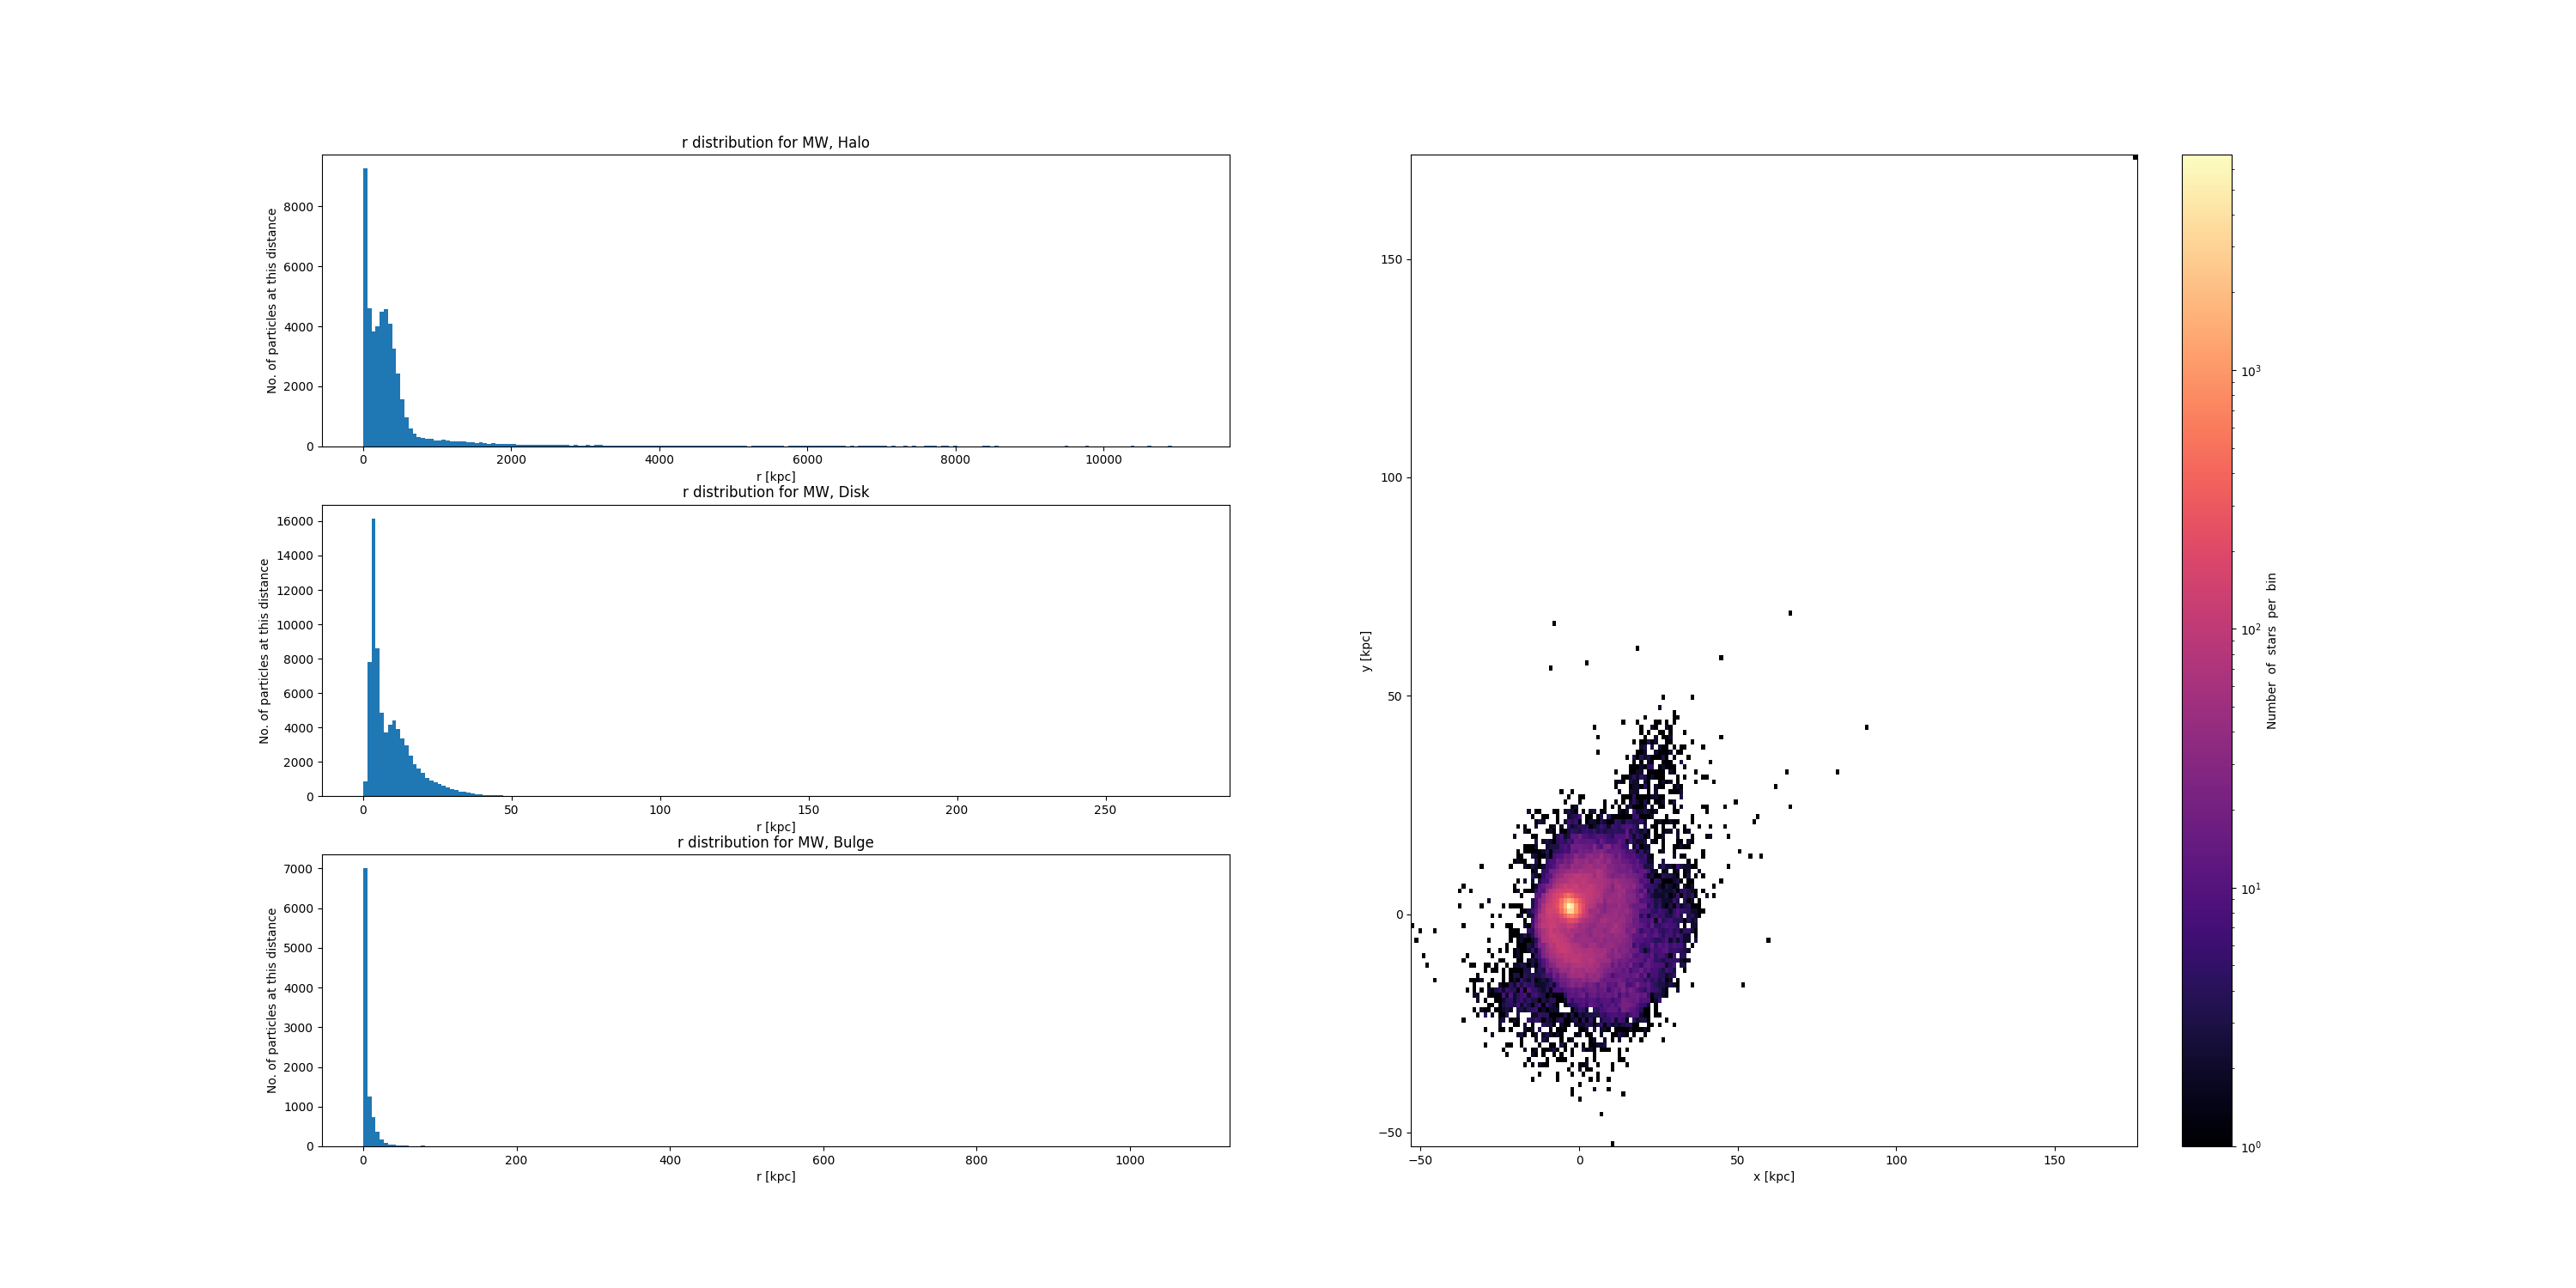 r distribution for MW, Halo
No. of particles at this distance
8000
6000
4000
2000
0
0 2000 4000 6000 8000 10000
r [kpc]
r distribution for MW, Disk
No. of particles at this distance
16000
14000
12000
10000
8000
6000
4000
2000
0
0 50 100 150 200 250
r [kpc]
r distribution for MW, Bulge
No. of particles at this distance
7000
6000
5000
4000
3000
2000
1000
0
0 200 400 600 800 1000
r [kpc]
y [kpc]
150
100
50
0
−50
−50 0 50 100 150
x [kpc]
10³
10²
10¹
10⁰
Number of stars per bin